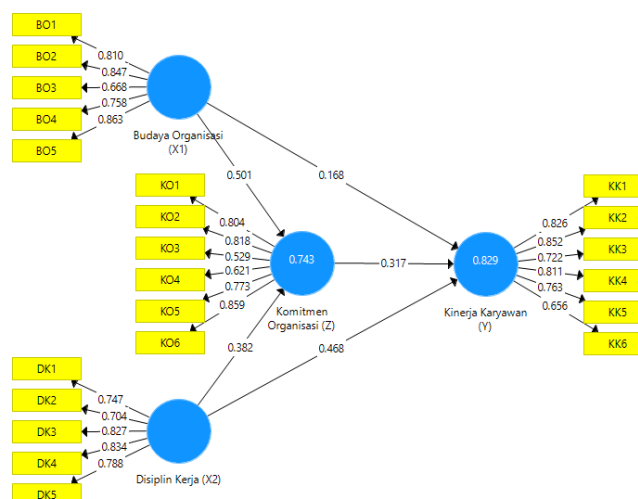 BO1
BO2
BO3
BO4
BO5
0.810
0.847
0.668
0.758
0.863
Budaya Organisasi
(X1)
0.501
0.168
KO1
KO2
KO3
KO4
KO5
KO6
0.804
0.818
0.529
0.621
0.773
0.859
0.743
Komitmen
Organisasi (Z)
0.317
0.829
Kinerja Karyawan
(Y)
0.826
0.852
0.722
0.811
0.763
0.656
KK1
KK2
KK3
KK4
KK5
KK6
0.382
0.468
DK1
DK2
DK3
DK4
DK5
0.747
0.704
0.827
0.834
0.788
Disiplin Kerja (X2)